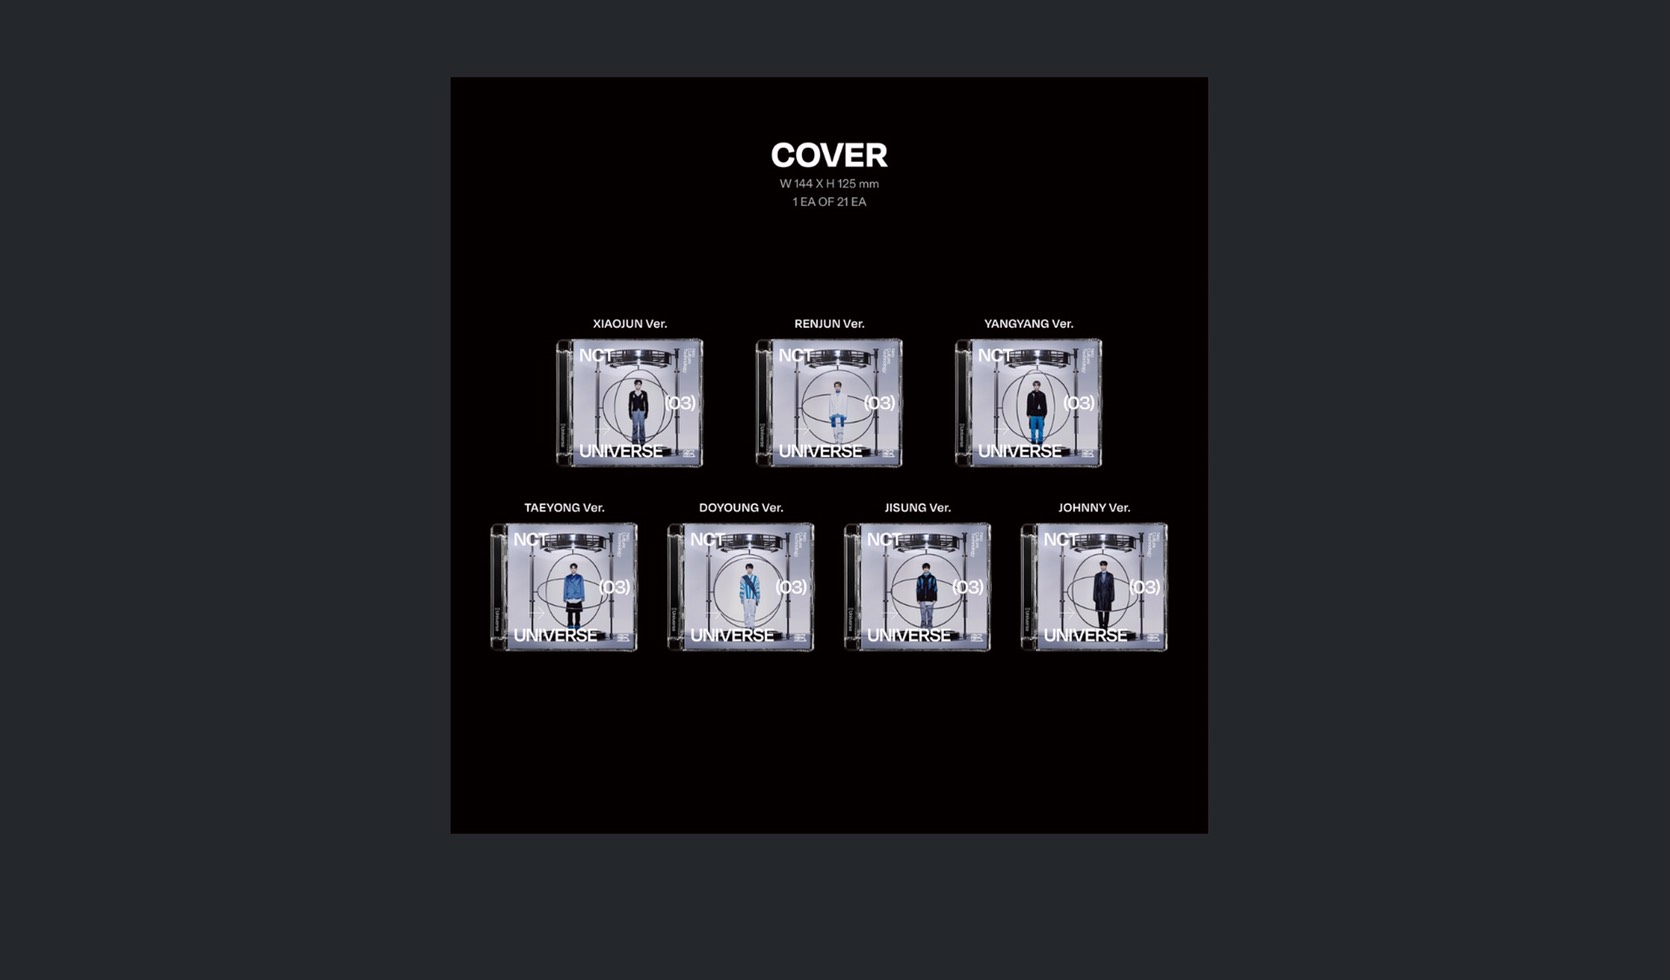 COVER
W 144 X H 125 mm
1 EA OF 21 EA
XIAOJUN Ver.
RENJUN Ver.
YANGYANG Ver.
NCT
(03)
UNIVERSE
NCT
(03)
UNIVERSE
NCT
(03)
UNIVERSE
TAEYONG Ver.
DOYOUNG Ver.
JISUNG Ver.
JOHNNY Ver.
NCT
(03)
UNIVERSE
NCT
(03)
UNIVERSE
NCT
(03)
UNIVERSE
NCT
(03)
UNIVERSE